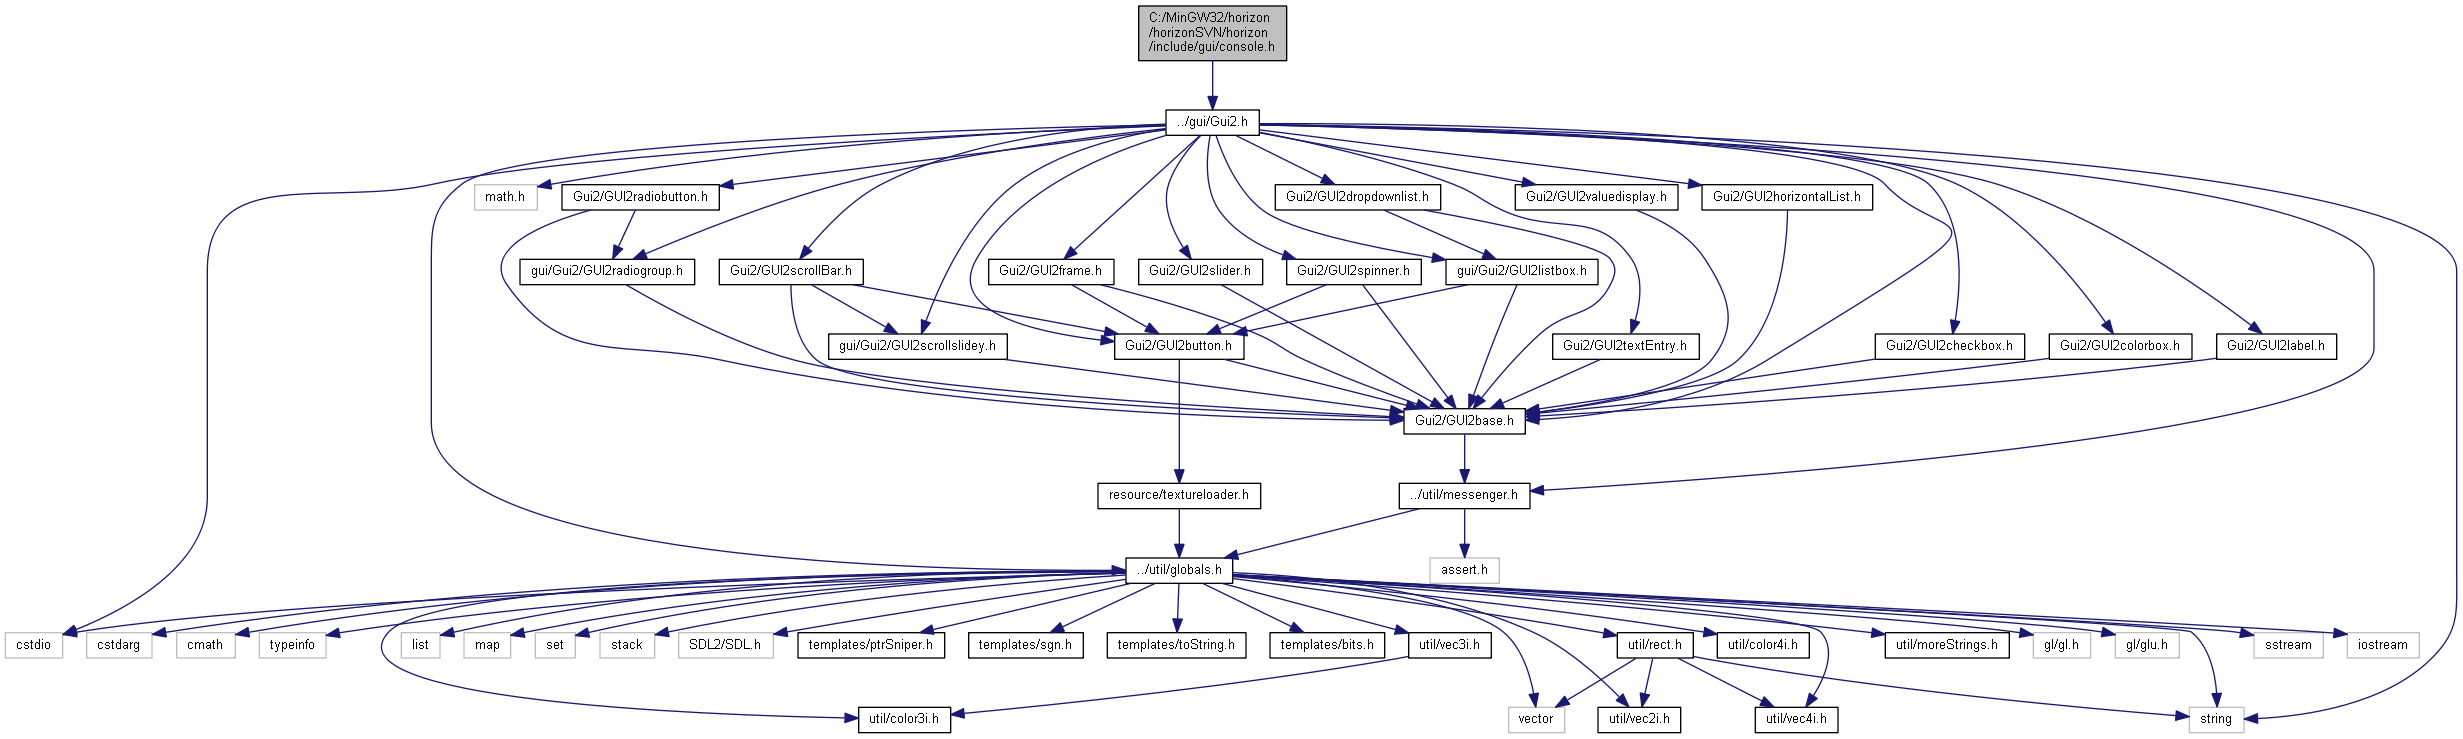 C:/MinGW32/horizon
/horizonSVN/horizon
/include/gui/console.h
../gui/Gui2.h
math.h
Gui2/GUI2radiobutton.h
Gui2/GUI2dropdownlist.h
Gui2/GUI2valuedisplay.h
Gui2/GUI2horizontalList.h
gui/Gui2/GUI2radiogroup.h
Gui2/GUI2scrollBar.h
Gui2/GUI2frame.h
Gui2/GUI2slider.h
Gui2/GUI2spinner.h
gui/Gui2/GUI2listbox.h
gui/Gui2/GUI2scrollslidey.h
Gui2/GUI2button.h
Gui2/GUI2textEntry.h
Gui2/GUI2checkbox.h
Gui2/GUI2colorbox.h
Gui2/GUI2label.h
Gui2/GUI2base.h
resource/textureloader.h
../util/messenger.h
../util/globals.h
assert.h
cstdio
cstdarg
cmath
typeinfo
list
map
set
stack
SDL2/SDL.h
templates/ptrSniper.h
templates/sgn.h
templates/toString.h
templates/bits.h
util/vec3i.h
util/rect.h
util/color4i.h
util/moreStrings.h
gl/gl.h
gl/glu.h
sstream
iostream
util/color3i.h
vector
util/vec2i.h
util/vec4i.h
string